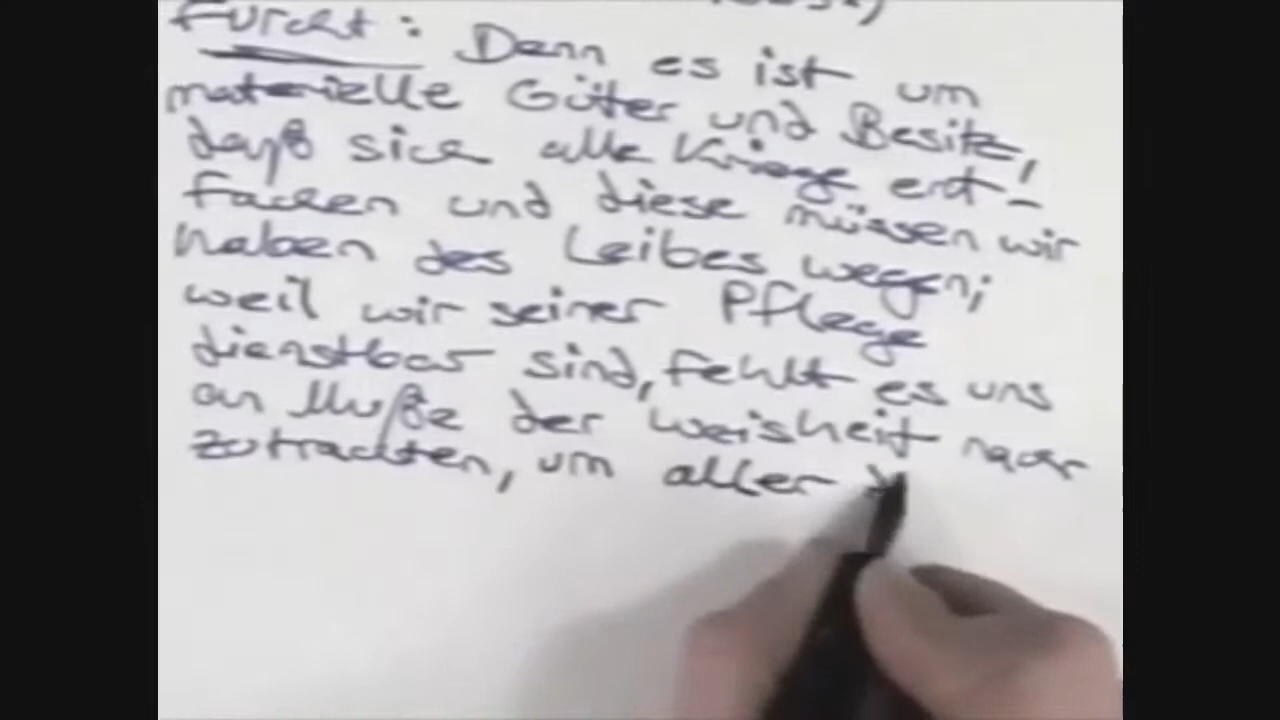 Furcht: Denn es ist um
materielle Güter und Besitz,
daß sich alle Kriege ent-
fachen und diese müssen wir
haben des Leibes wegen;
weil wir seiner Pflege
dienstbar sind, fehlt es uns
an Muße der Weisheit nach
zutrachten, um aller